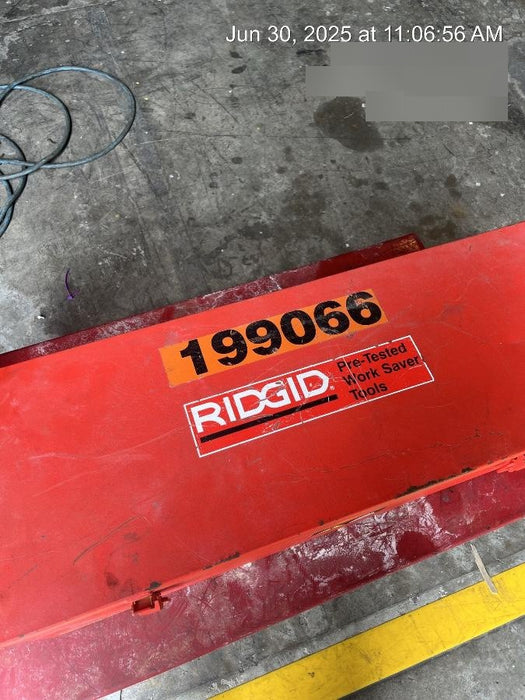 Jun 30, 2025 at 11:06:56 AM
199066
RIDGID
Pre-Tested
Work Saver
Tools